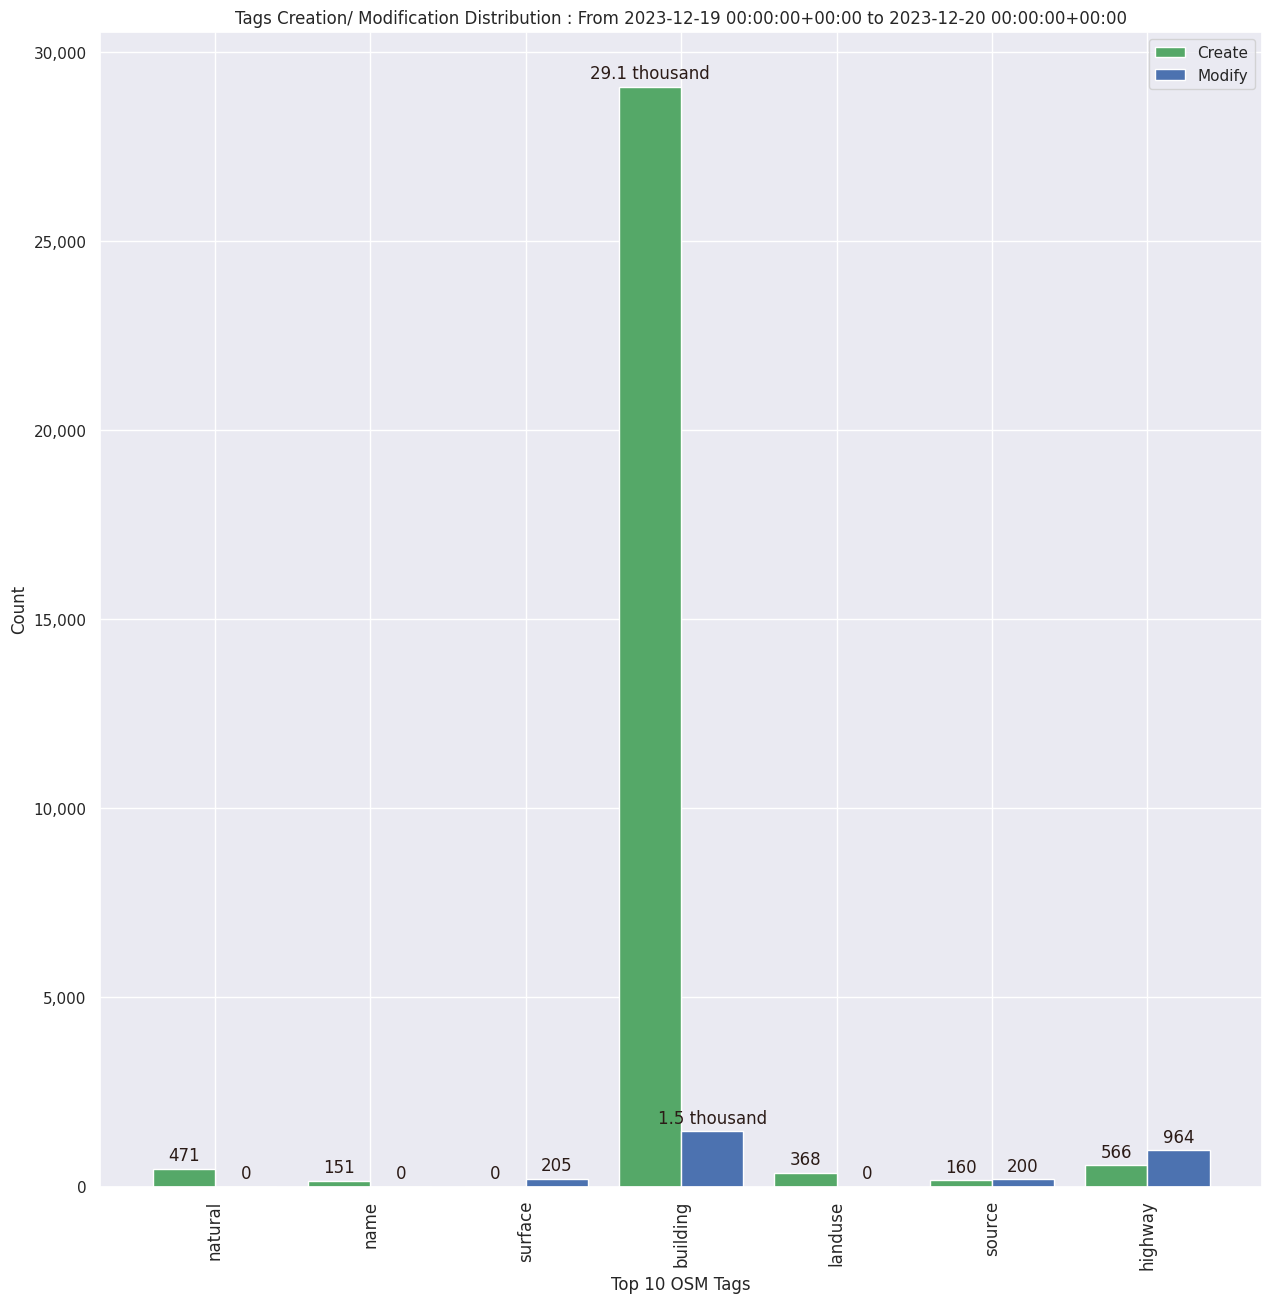 Tags Creation/ Modification Distribution : From 2023-12-19 00:00:00+00:00 to 2023-12-20 00:00:00+00:00
Create
Modify
30,000
25,000
20,000
15,000
10,000
5,000
0
Count
29.1 thousand
1.5 thousand
471
0
151
0
0
205
368
0
160
200
566
964
natural
name
surface
building
landuse
source
highway
Top 10 OSM Tags